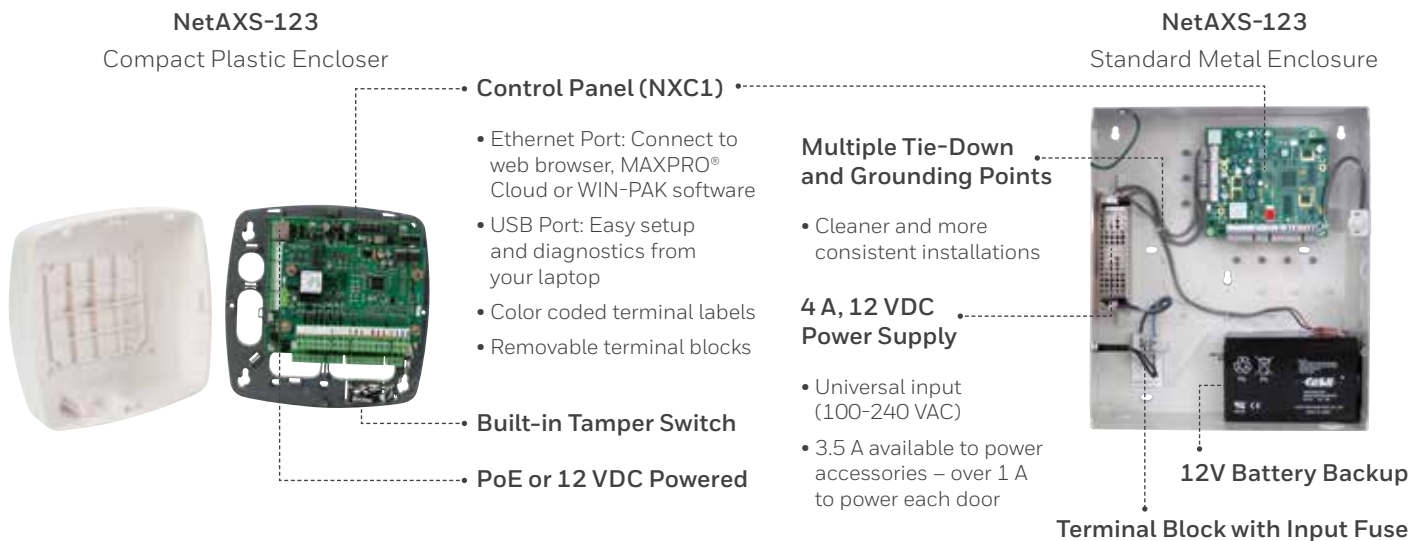 NetAXS-123
Compact Plastic Encloser
Control Panel (NXC1)
• Ethernet Port: Connect to
web browser, MAXPRO®
Cloud or WIN-PAK software
• USB Port: Easy setup
and diagnostics from
your laptop
• Color coded terminal labels
• Removable terminal blocks
Built-in Tamper Switch
PoE or 12 VDC Powered
Multiple Tie-Down
and Grounding Points
• Cleaner and more
consistent installations
4 A, 12 VDC
Power Supply
• Universal input
(100-240 VAC)
• 3.5 A available to power
accessories – over 1 A
to power each door
NetAXS-123
Standard Metal Enclosure
12V Battery Backup
Terminal Block with Input Fuse